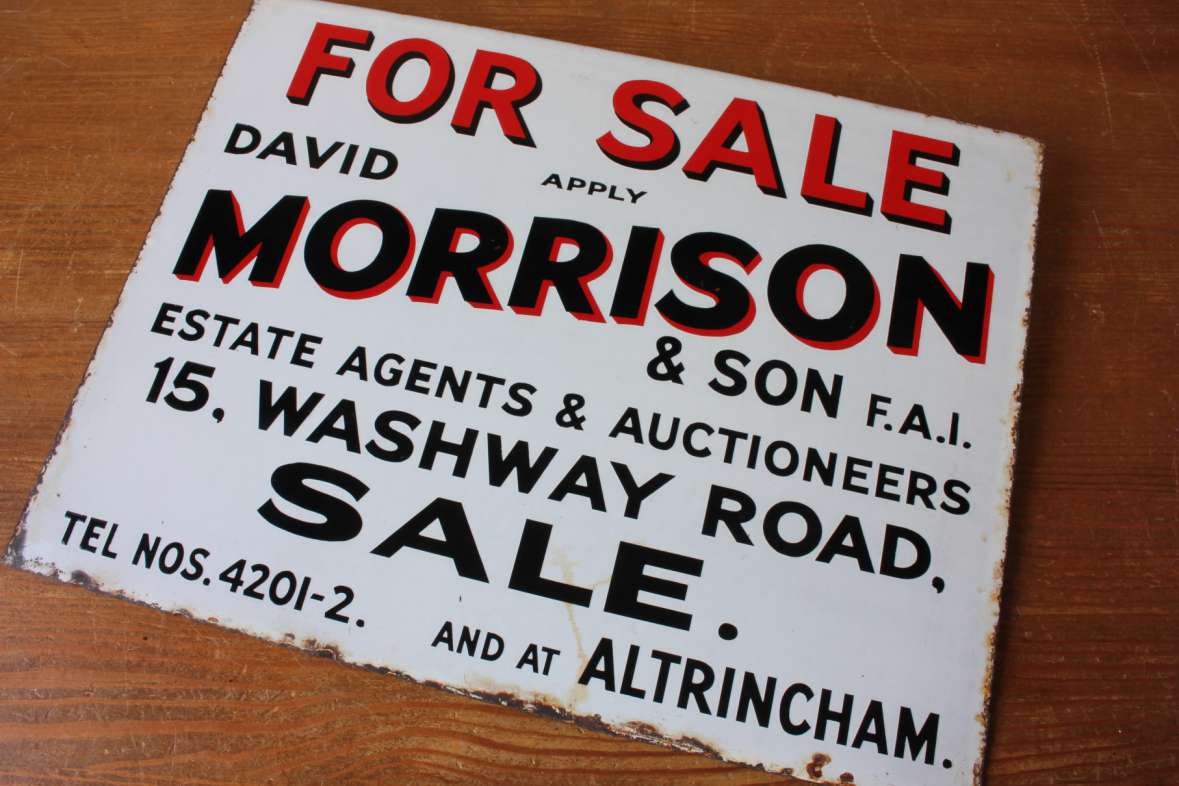 FOR SALE
APPLY
DAVID
MORRISON
& SON F.A.I.
ESTATE AGENTS & AUCTIONEERS
15, WASHWAY ROAD,
SALE.
TEL NOS. 4201-2.
AND AT ALTRINCHAM.